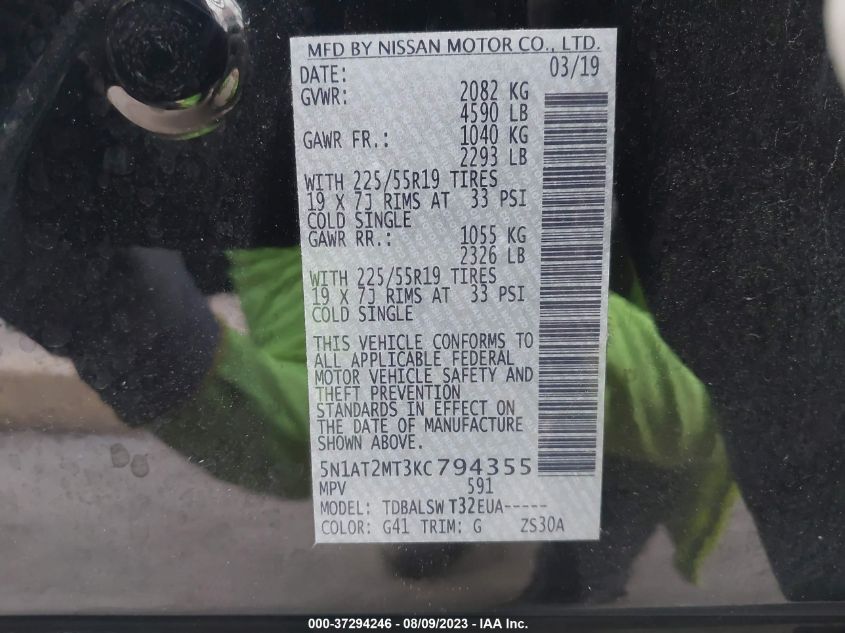 MFD BY NISSAN MOTOR CO., LTD.
DATE: 03/19
GVWR: 2082 KG
4590 LB
GAWR FR.: 1040 KG
2293 LB
WITH 225/55R19 TIRES
19 X 7J RIMS AT 33 PSI
COLD SINGLE
GAWR RR.: 1055 KG
2326 LB
WITH 225/55R19 TIRES
19 X 7J RIMS AT 33 PSI
COLD SINGLE
THIS VEHICLE CONFORMS TO
ALL APPLICABLE FEDERAL
MOTOR VEHICLE SAFETY AND
THEFT PREVENTION
STANDARDS IN EFFECT ON
THE DATE OF MANUFACTURE
SHOWN ABOVE.
5N1AT2MT3KC794355
MPV 591
MODEL: TDBALSW T32EUA-----
COLOR: G41 TRIM: G ZS30A
000-37294246 - 08/09/2023 - IAA Inc.